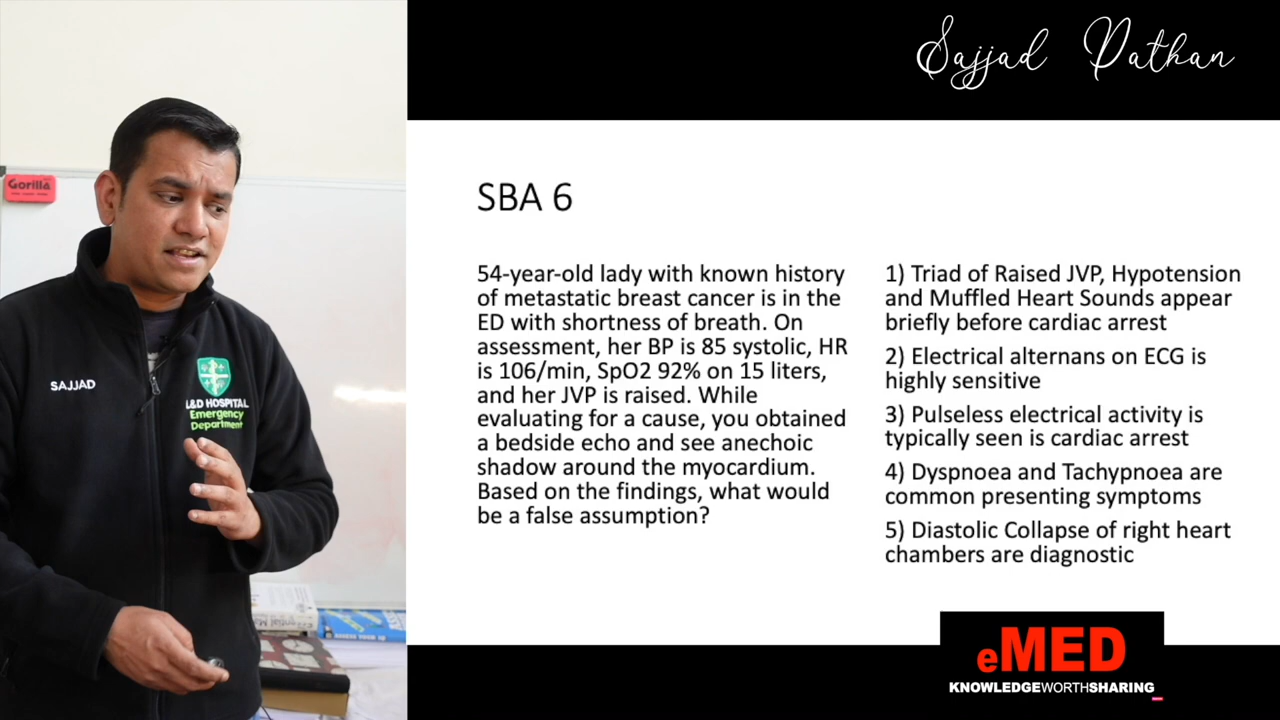 Sajjad Pathan
Gorilla
SAJJAD
L&D HOSPITAL
Emergency
Department
SBA 6
54-year-old lady with known history
of metastatic breast cancer is in the
ED with shortness of breath. On
assessment, her BP is 85 systolic, HR
is 106/min, SpO2 92% on 15 liters,
and her JVP is raised. While
evaluating for a cause, you obtained
a bedside echo and see anechoic
shadow around the myocardium.
Based on the findings, what would
be a false assumption?
1) Triad of Raised JVP, Hypotension
and Muffled Heart Sounds appear
briefly before cardiac arrest
2) Electrical alternans on ECG is
highly sensitive
3) Pulseless electrical activity is
typically seen is cardiac arrest
4) Dyspnoea and Tachypnoea are
common presenting symptoms
5) Diastolic Collapse of right heart
chambers are diagnostic
eMED
KNOWLEDGEWORTHSHARING_